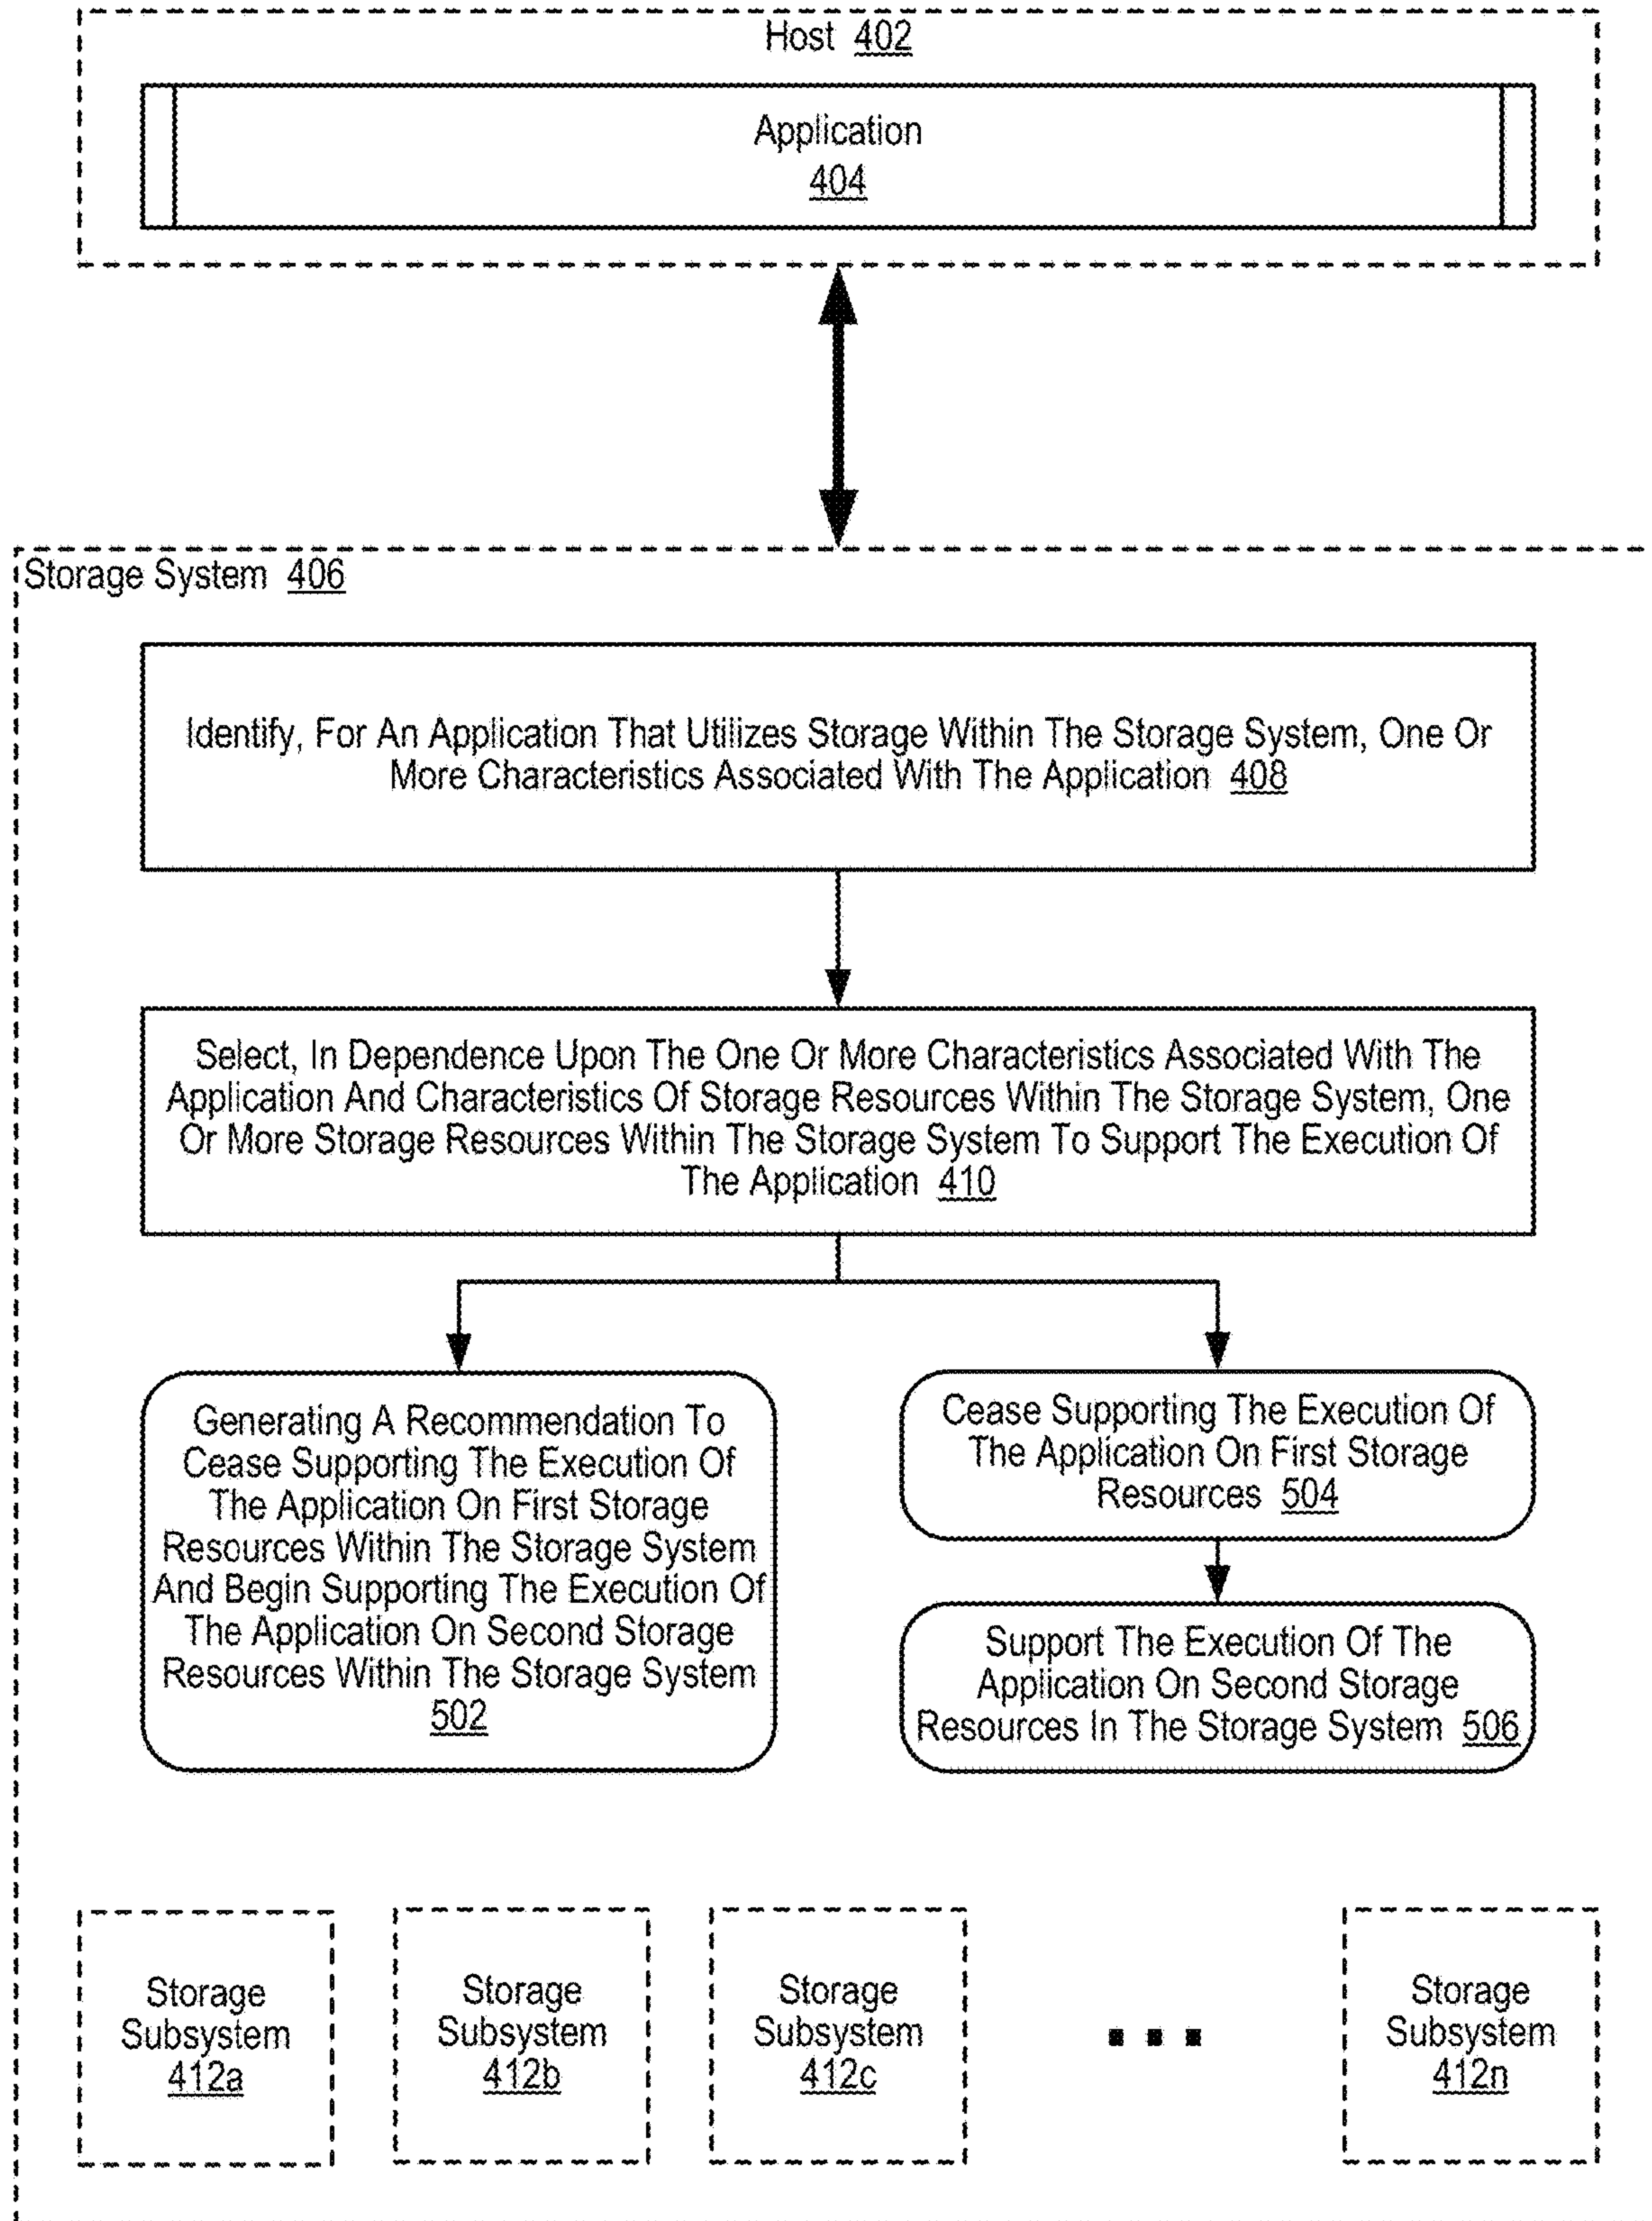 Host 402
Application
404
Storage System 406
Identify, For An Application That Utilizes Storage Within The Storage System, One Or
More Characteristics Associated With The Application 408
Select, In Dependence Upon The One Or More Characteristics Associated With The
Application And Characteristics Of Storage Resources Within The Storage System, One
Or More Storage Resources Within The Storage System To Support The Execution Of
The Application 410
Generating A Recommendation To
Cease Supporting The Execution Of
The Application On First Storage
Resources Within The Storage System
And Begin Supporting The Execution Of
The Application On Second Storage
Resources Within The Storage System
502
Cease Supporting The Execution Of
The Application On First Storage
Resources 504
Support The Execution Of The
Application On Second Storage
Resources In The Storage System 506
Storage
Subsystem
412a
Storage
Subsystem
412b
Storage
Subsystem
412c
Storage
Subsystem
412n